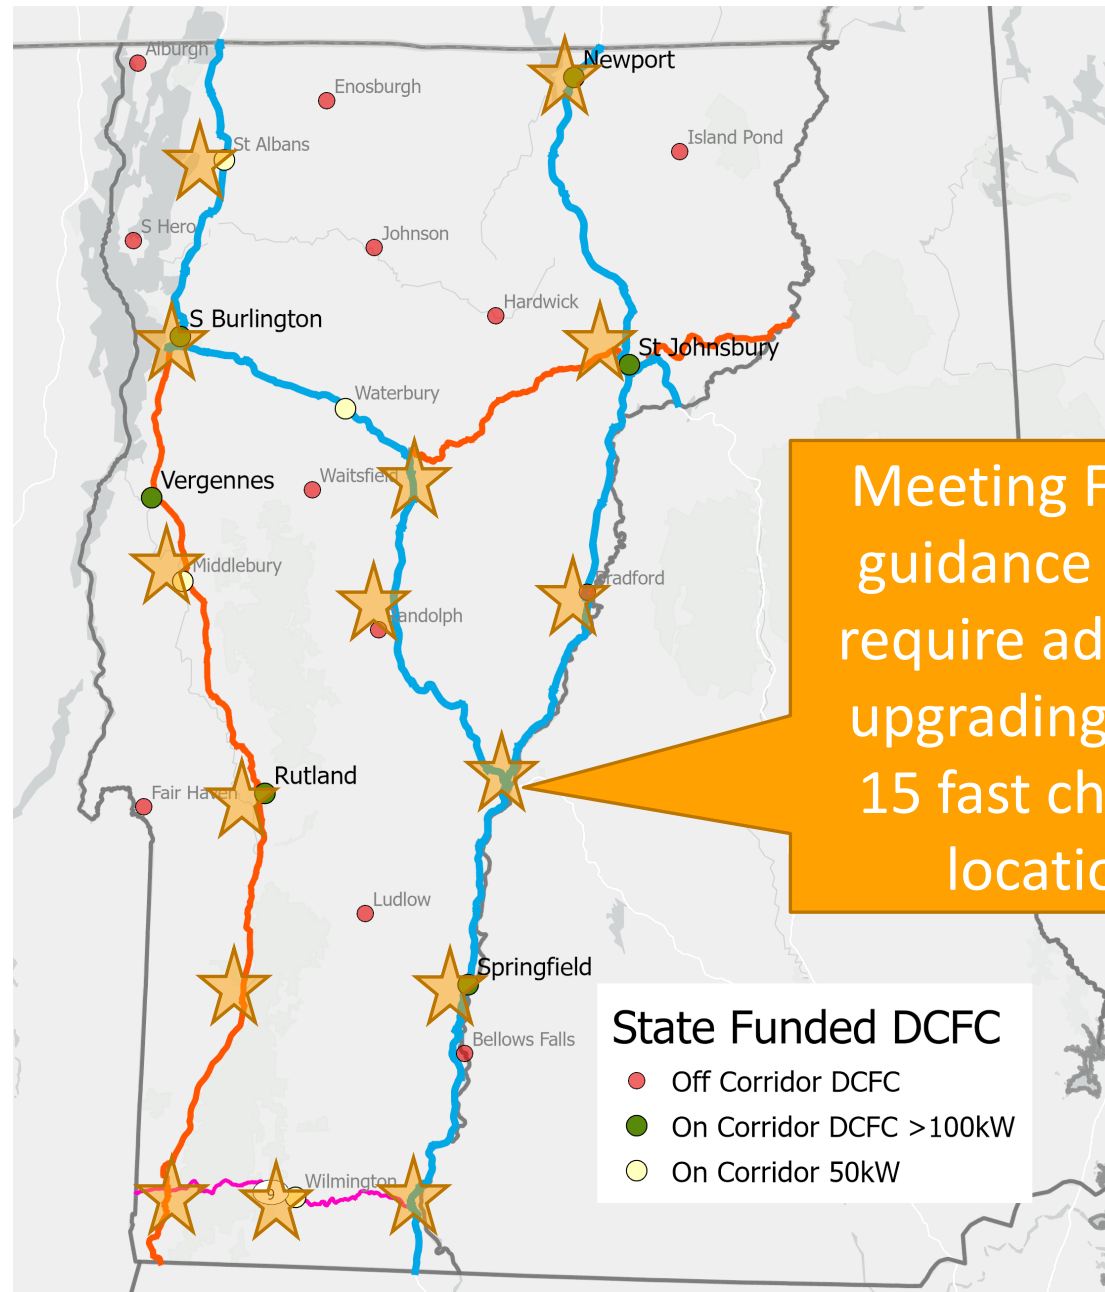 Alburgh
Newport
Enosburgh
St Albans
Island Pond
S Hero
Johnson
Hardwick
S Burlington
St Johnsbury
Waterbury
Vergennes
Waitsfield
Middlebury
Bradford
andolph
Rutland
Fair Haven
Ludlow
Springfield
Bellows Falls
Wilmington
9
Meeting F
guidance
require ad
upgrading
15 fast ch
locatio
State Funded DCFC
Off Corridor DCFC
On Corridor DCFC >100kW
On Corridor 50kW